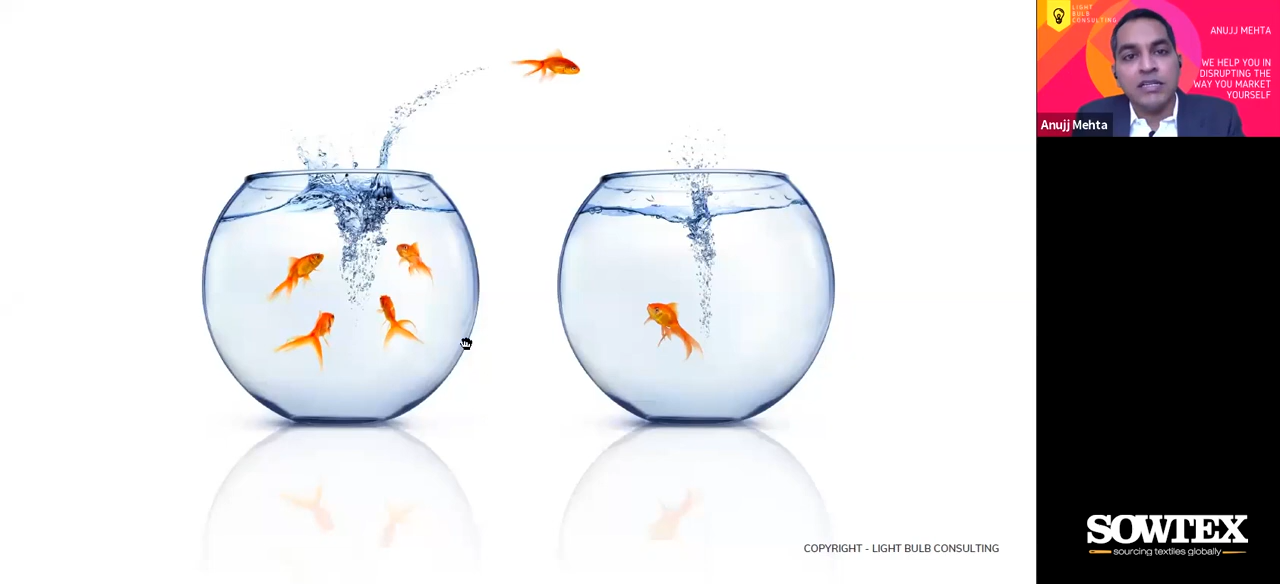 LIGHT
BULB
CONSULTING
ANUJJ MEHTA
WE HELP YOU IN
DISRUPTING THE
WAY YOU MARKET
YOURSELF
Anujj Mehta
COPYRIGHT - LIGHT BULB CONSULTING
SOWTEX
sourcing textiles globally